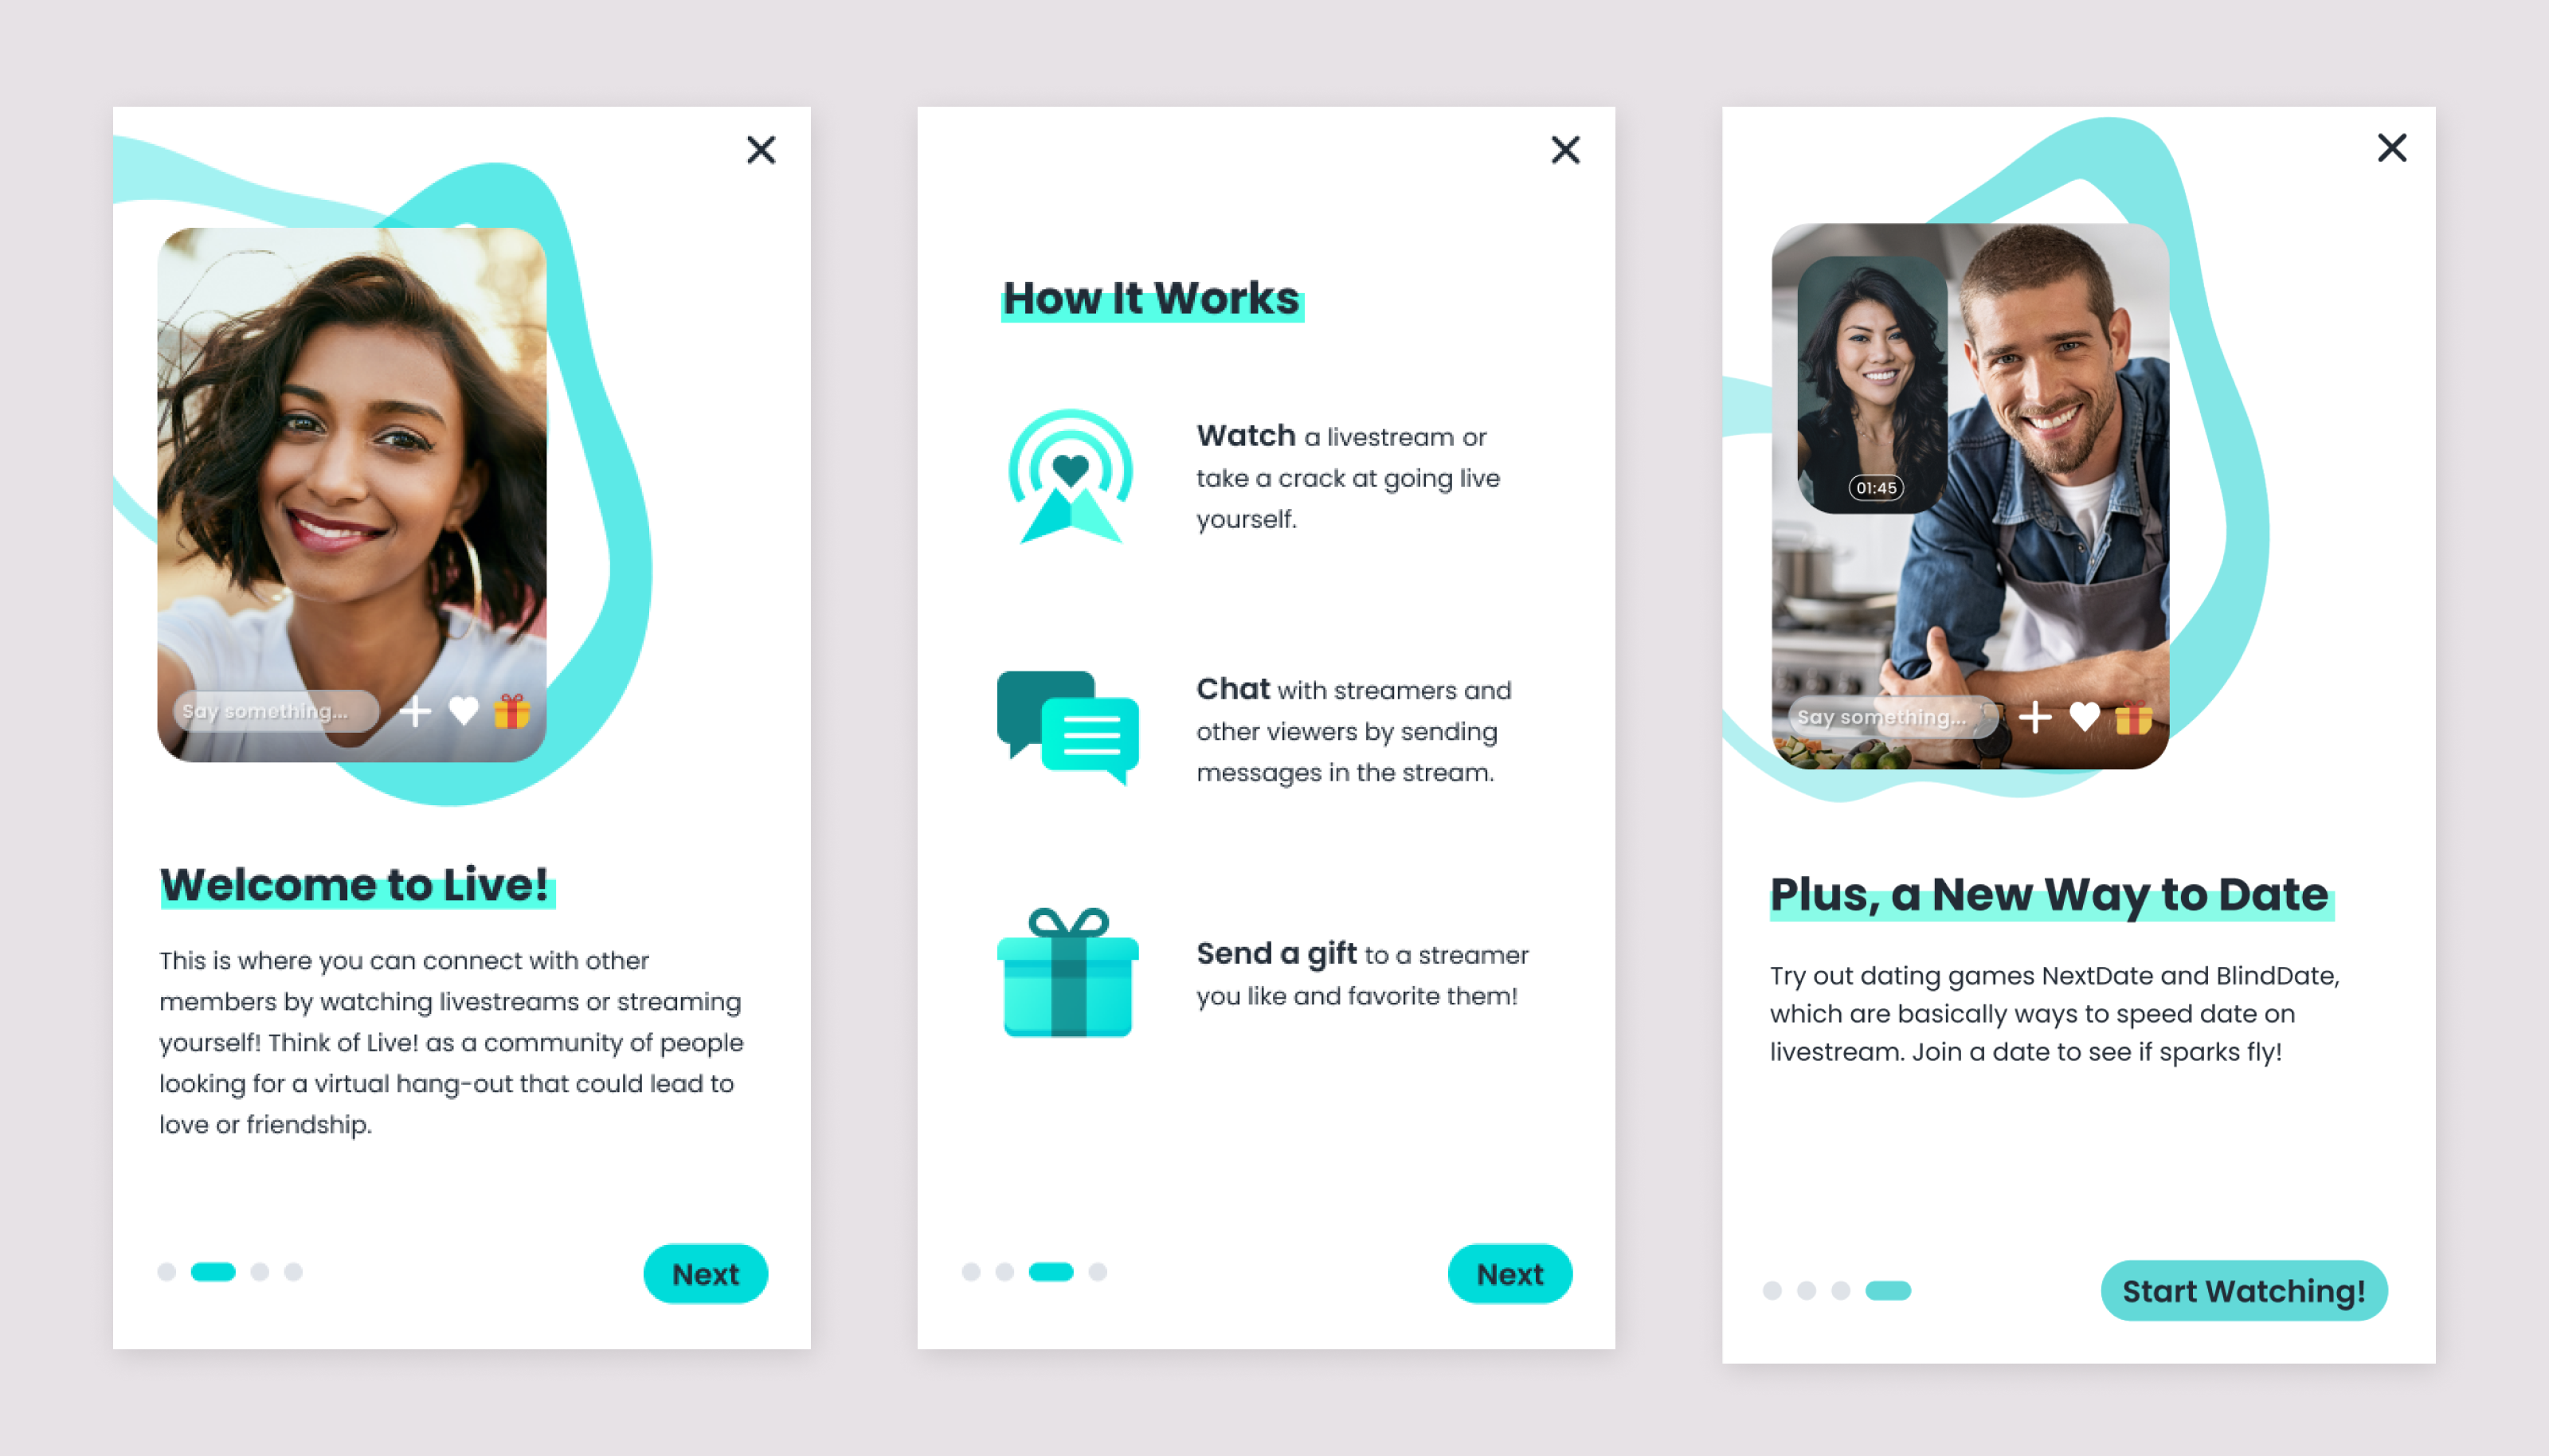 Say something...
Welcome to Live!
This is where you can connect with other
members by watching livestreams or streaming
yourself! Think of Live! as a community of people
looking for a virtual hang-out that could lead to
love or friendship.
Next
How It Works
Watch a livestream or
take a crack at going live
yourself.
Chat with streamers and
other viewers by sending
messages in the stream.
Send a gift to a streamer
you like and favorite them!
Next
01:45
Say something...
Plus, a New Way to Date
Try out dating games NextDate and BlindDate,
which are basically ways to speed date on
livestream. Join a date to see if sparks fly!
Start Watching!